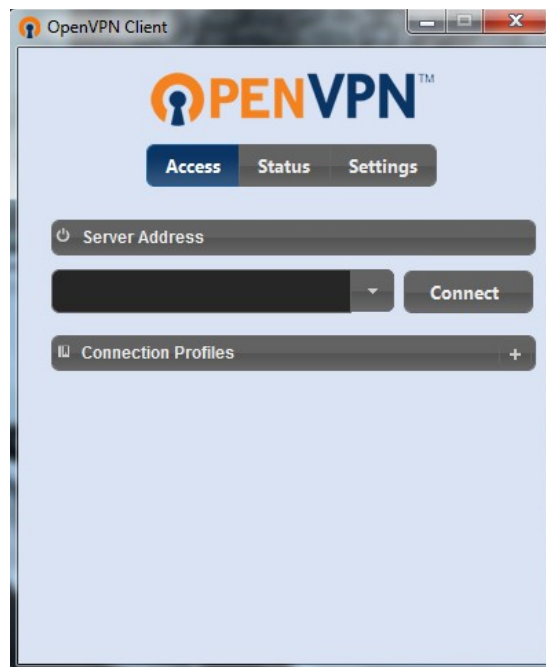 OpenVPN Client
OPENVPN™
Access Status Settings
Server Address
Connect
Connection Profiles +